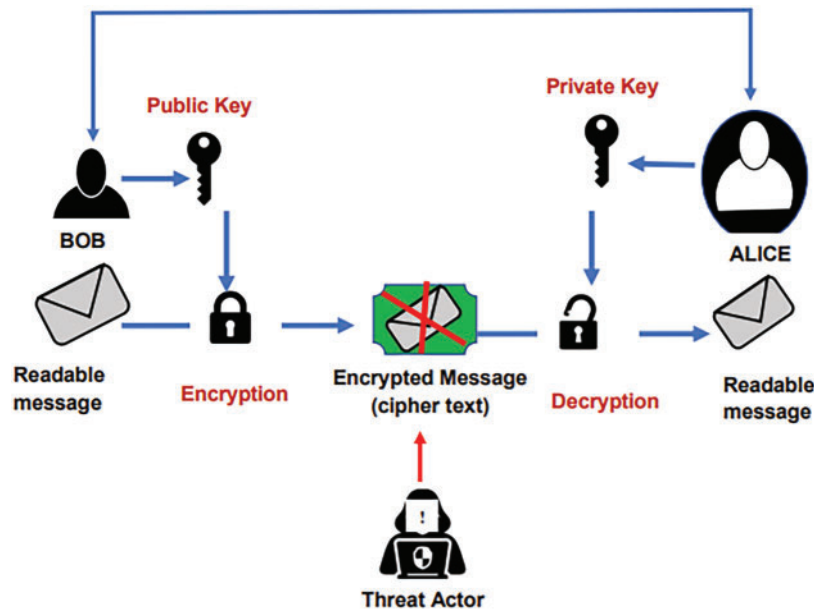 Public Key
Private Key
BOB
ALICE
Readable
message
Encryption
Encrypted Message
(cipher text)
Decryption
Readable
message
!
Threat Actor